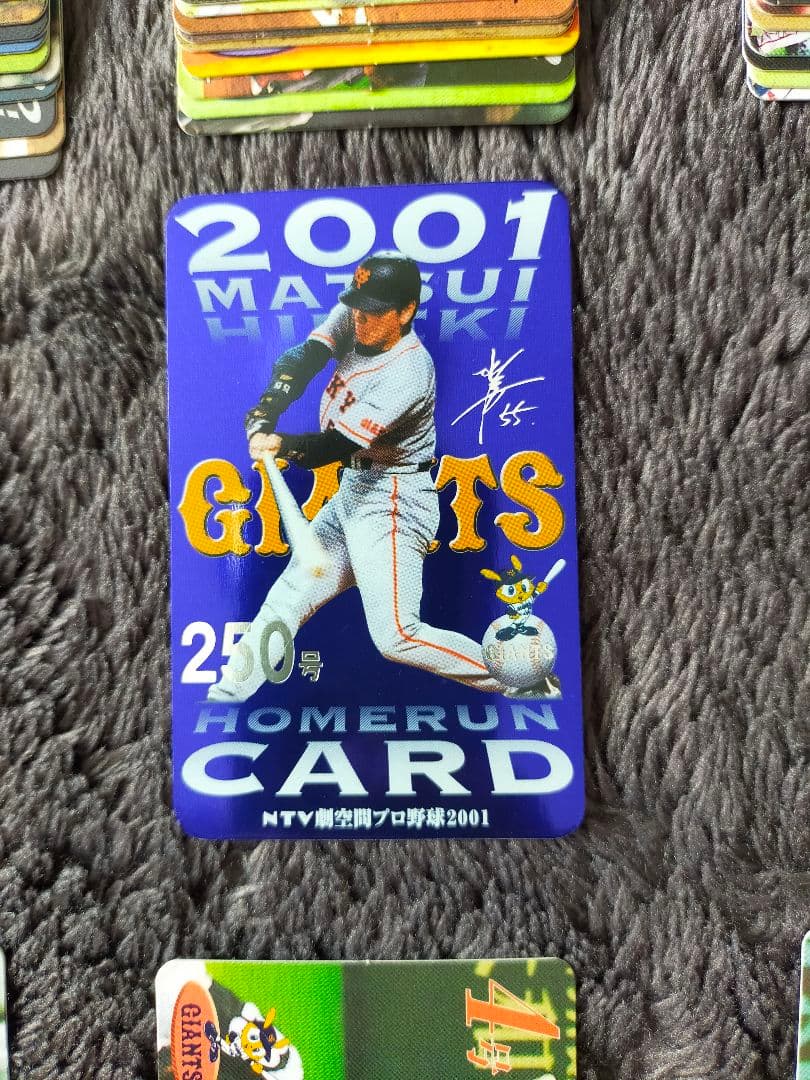 2001
MATSUI
HIDEKI
55.
GIANTS
250号
GIANTS
HOMERUN
CARD
NTV劇空間プロ野球2001
GIANTS
4号